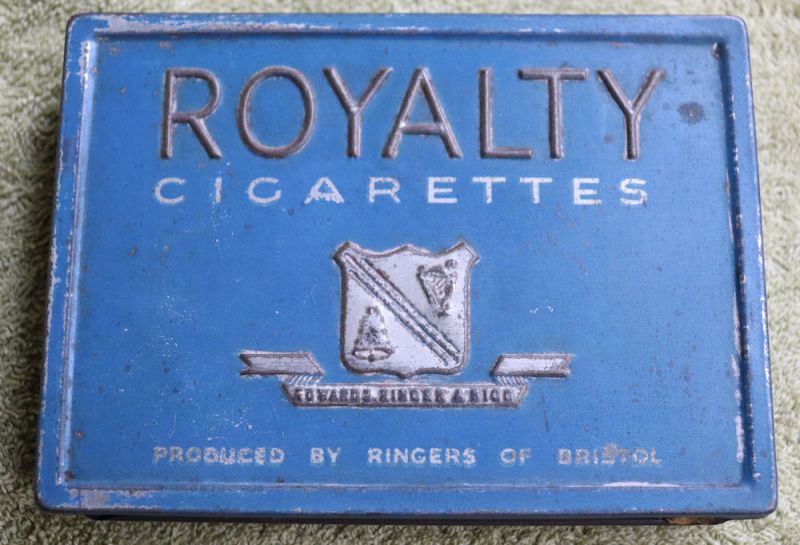 ROYALTY
CIGARETTES
EDWARDS RINGER & BIGG
PRODUCED BY RINGERS OF BRISTOL